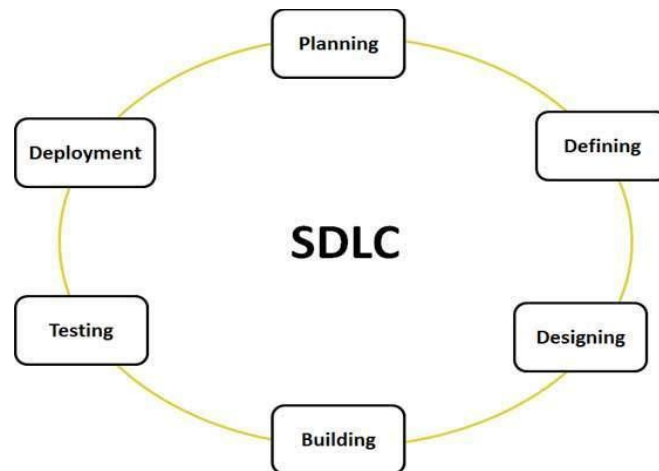 Planning
Defining
Designing
Building
Testing
Deployment
SDLC